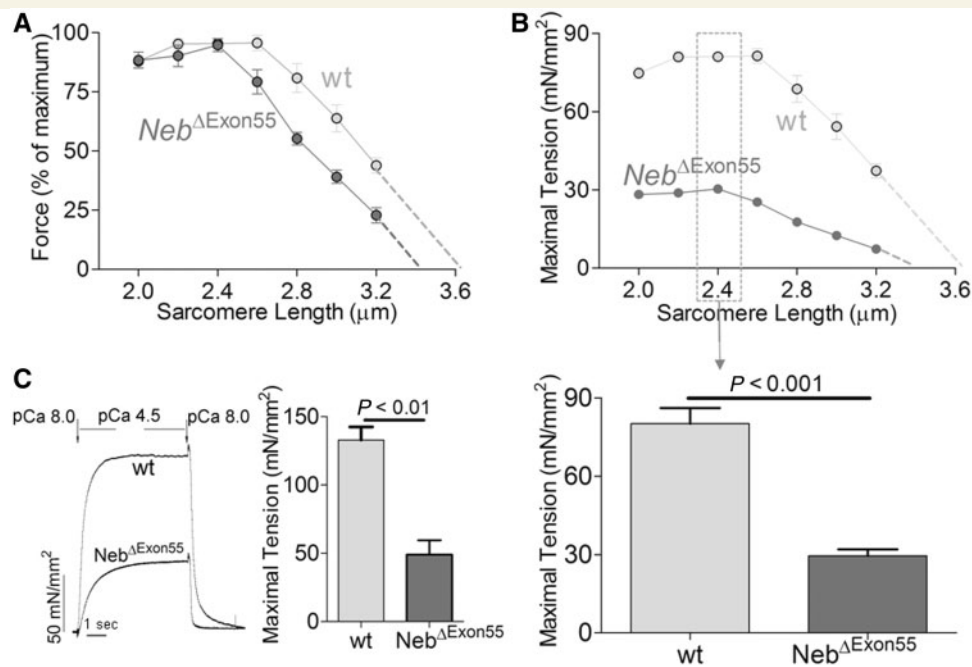 A
Force (% of maximum)
100
75
50
25
0
wt
Neb^ΔExon55
2.0 2.4 2.8 3.2 3.6
Sarcomere Length (μm)
B
Maximal Tension (mN/mm²)
90
60
30
0
wt
Neb^ΔExon55
2.0 2.4 2.8 3.2 3.6
Sarcomere Length (μm)
C
pCa 8.0 pCa 4.5 pCa 8.0
wt
Neb^ΔExon55
50 mN/mm²
1 sec
Maximal Tension (mN/mm²)
150
100
50
0
P < 0.01
wt Neb^ΔExon55
Maximal Tension (mN/mm²)
90
60
30
0
P < 0.001
wt Neb^ΔExon55